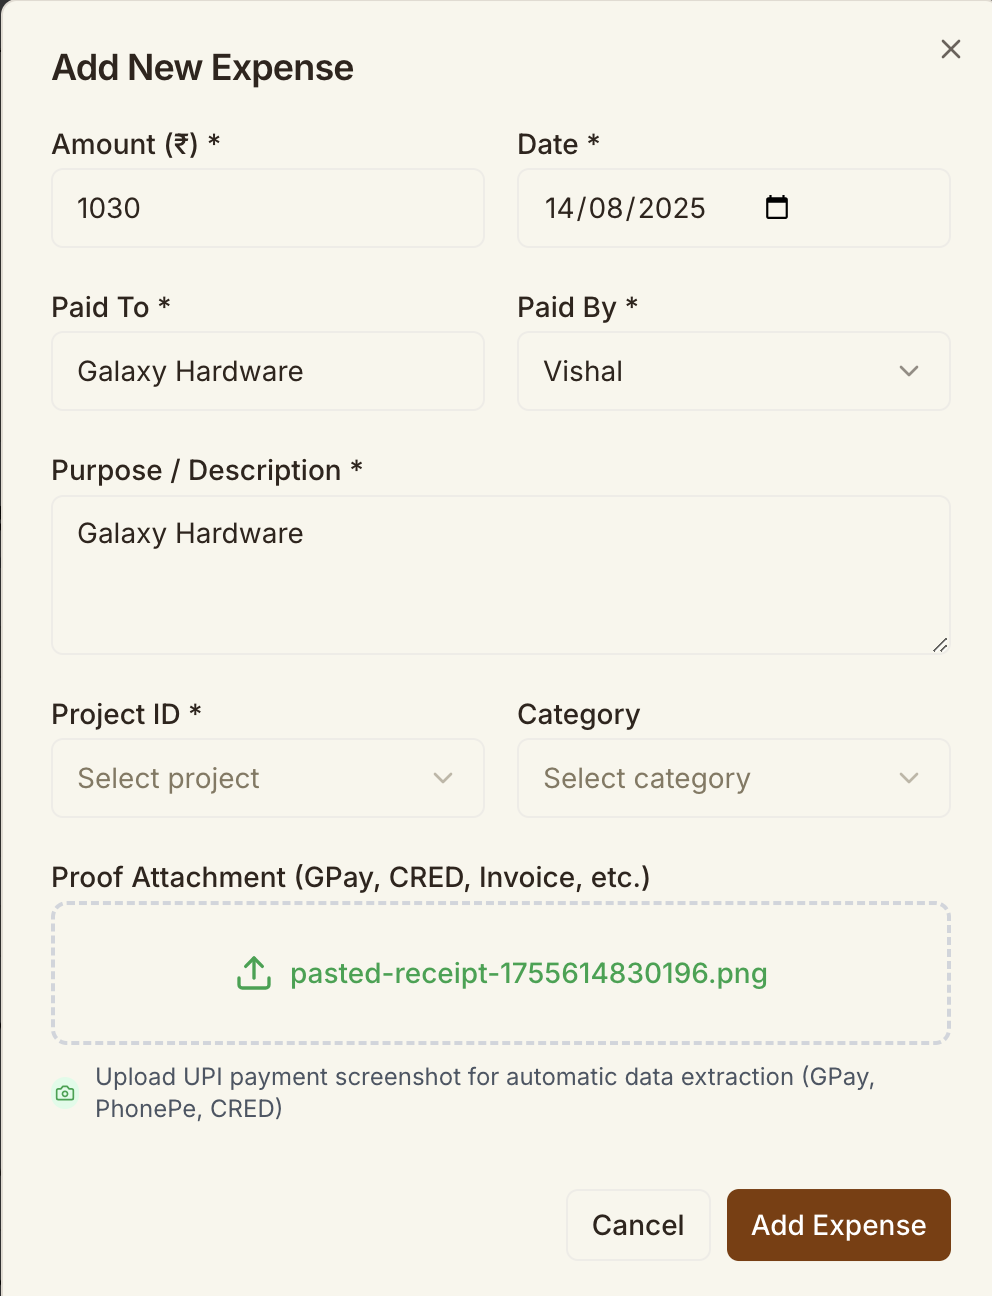 Add New Expense
Amount (₹) *
Date *
1030
14/08/2025
Paid To *
Paid By *
Galaxy Hardware
Vishal
Purpose / Description *
Galaxy Hardware
Project ID *
Category
Select project
Select category
Proof Attachment (GPay, CRED, Invoice, etc.)
pasted-receipt-1755614830196.png
Upload UPI payment screenshot for automatic data extraction (GPay,
PhonePe, CRED)
Cancel
Add Expense